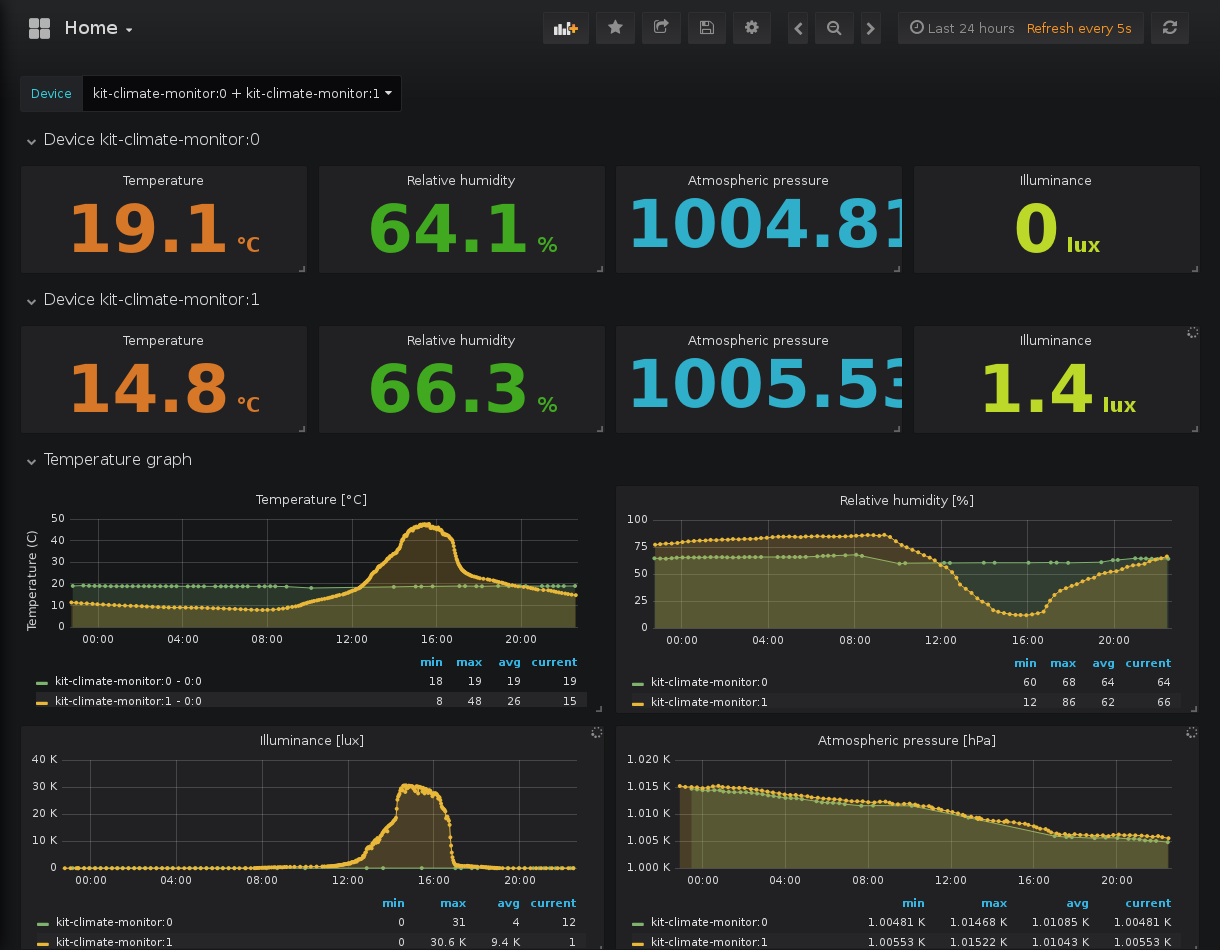 Home
Last 24 hours Refresh every 5s
Device kit-climate-monitor:0 + kit-climate-monitor:1
Device kit-climate-monitor:0
Temperature Relative humidity Atmospheric pressure Illuminance
19.1 °C 64.1 % 1004.81 0 lux
Device kit-climate-monitor:1
Temperature Relative humidity Atmospheric pressure Illuminance
14.8 °C 66.3 % 1005.53 1.4 lux
Temperature graph
Temperature [°C]
Temperature (C)
50
40
30
20
10
0
00:00 04:00 08:00 12:00 16:00 20:00
min max avg current
kit-climate-monitor:0 - 0:0 18 19 19 19
kit-climate-monitor:1 - 0:0 8 48 26 15
Relative humidity [%]
100
75
50
25
0
00:00 04:00 08:00 12:00 16:00 20:00
min max avg current
kit-climate-monitor:0 60 68 64 64
kit-climate-monitor:1 12 86 62 66
Illuminance [lux]
40 K
30 K
20 K
10 K
0
00:00 04:00 08:00 12:00 16:00 20:00
min max avg current
kit-climate-monitor:0 0 31 4 12
kit-climate-monitor:1 0 30.6 K 9.4 K 1
Atmospheric pressure [hPa]
1.020 K
1.015 K
1.010 K
1.005 K
1.000 K
00:00 04:00 08:00 12:00 16:00 20:00
min max avg current
kit-climate-monitor:0 1.00481 K 1.01468 K 1.01085 K 1.00481 K
kit-climate-monitor:1 1.00553 K 1.01522 K 1.01043 K 1.00553 K